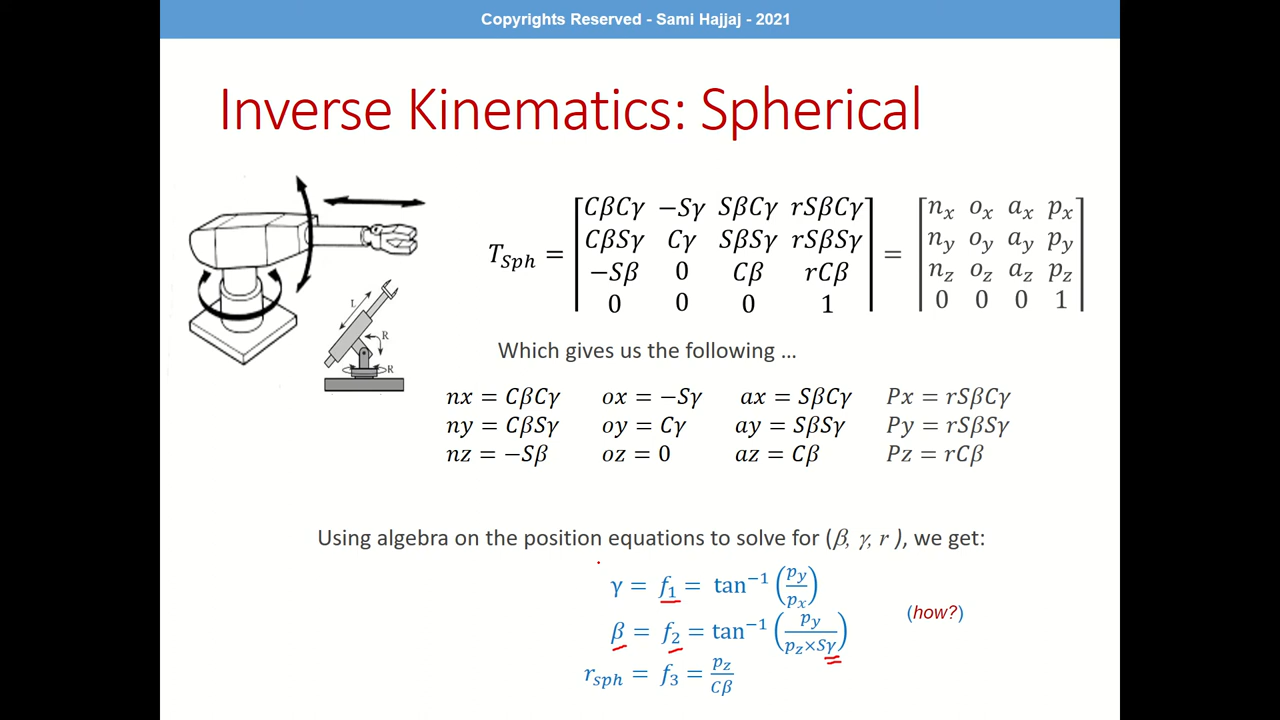 Copyrights Reserved - Sami Hajjaj - 2021
Inverse Kinematics: Spherical
L
R
R
T_Sph = [CβCγ −Sγ SβCγ rSβCγ] = [n_x o_x a_x p_x]
[CβSγ Cγ SβSγ rSβSγ] [n_y o_y a_y p_y]
[−Sβ 0 Cβ rCβ] [n_z o_z a_z p_z]
[0 0 0 1] [0 0 0 1]
Which gives us the following …
nx = CβCγ ox = −Sγ ax = SβCγ Px = rSβCγ
ny = CβSγ oy = Cγ ay = SβSγ Py = rSβSγ
nz = −Sβ oz = 0 az = Cβ Pz = rCβ
Using algebra on the position equations to solve for (β, γ, r ), we get:
γ = f₁ = tan⁻¹ (p_y / p_x)
(how?)
β = f₂ = tan⁻¹ (p_y / p_z×Sγ)
r_sph = f₃ = p_z / Cβ